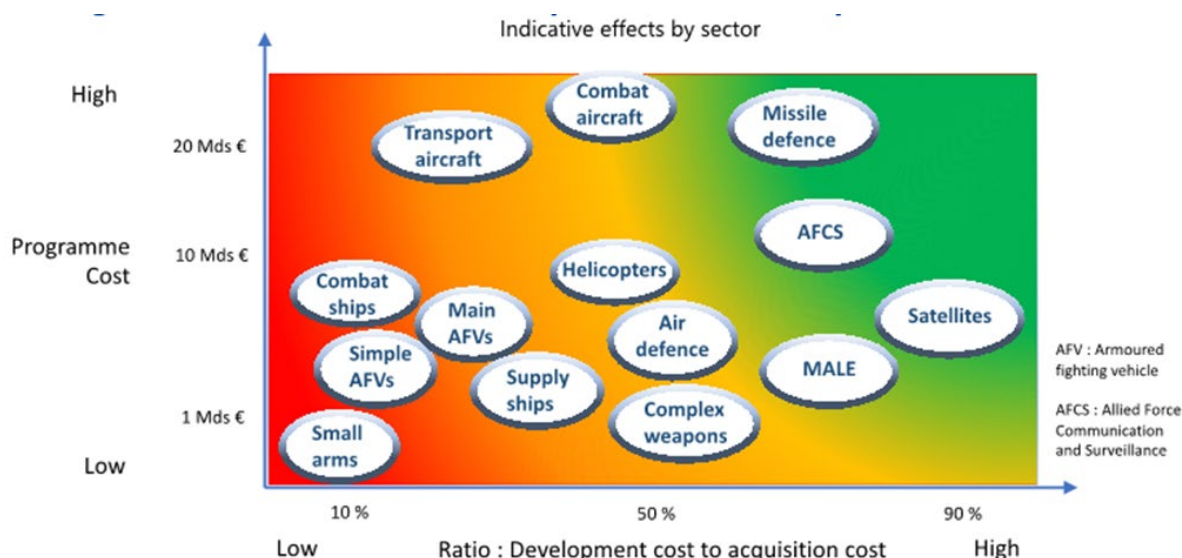 Indicative effects by sector
High
20 Mds €
Programme
Cost
10 Mds €
1 Mds €
Low
Combat
aircraft
Missile
defence
Transport
aircraft
AFCS
Helicopters
Combat
ships
Main
AFVs
Air
defence
Satellites
Simple
AFVs
Supply
ships
MALE
Complex
weapons
Small
arms
AFV : Armoured
fighting vehicle
AFCS : Allied Force
Communication
and Surveillance
10 %
50 %
90 %
Low
Ratio : Development cost to acquisition cost
High